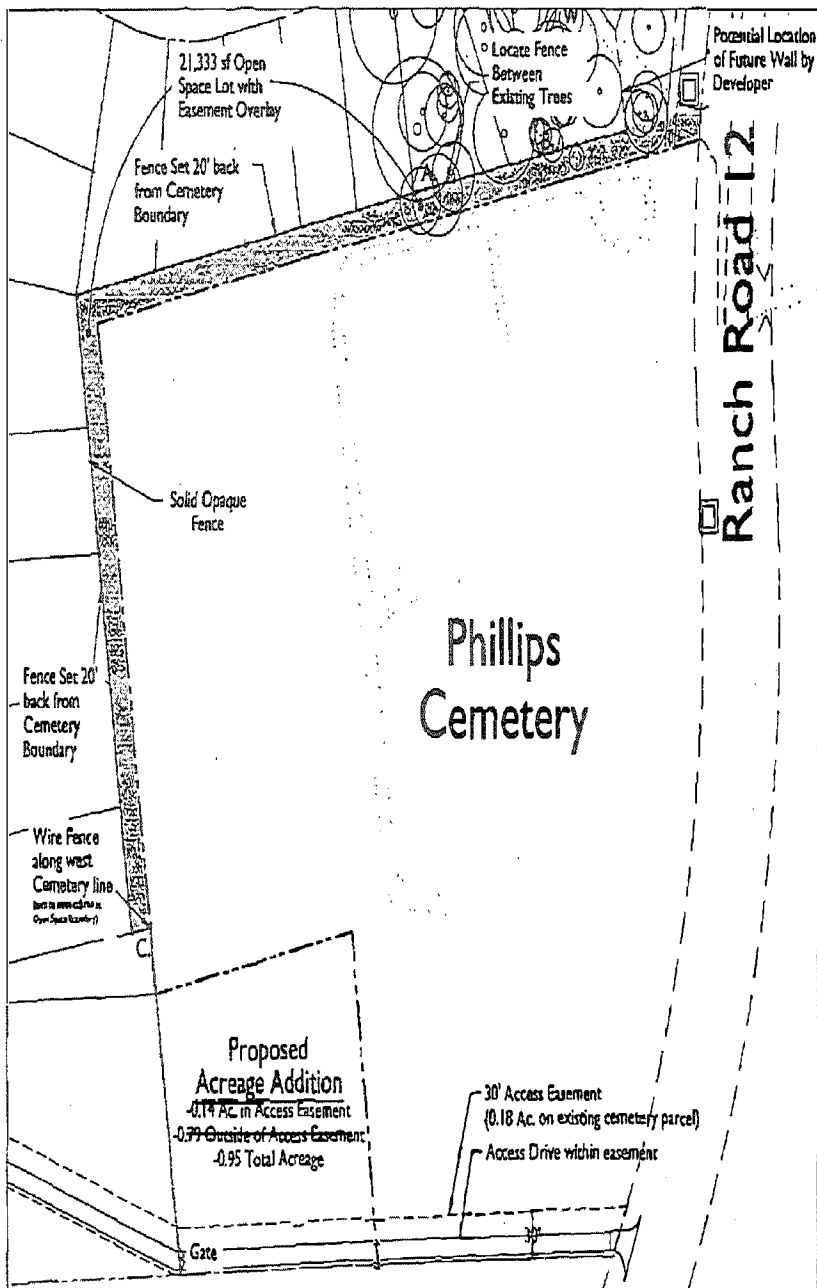 21,333 sf Open
Space Lot with
Easement Overlay
Locate Fence
Between
Existing Trees
Potential Location
of Future Wall by
Developer
Fence Set 20' back
from Cemetery
Boundary
A
Ranch Road 12
Solid Opaque
Fence
Phillips
Cemetery
Fence Set 20'
back from
Cemetery
Boundary
Wire Fence
along west
Cemetery line
Open Space Boundary)
C
Proposed
Acreage Addition
-0.14 Ac. in Access Easement
-0.79 Outside of Access Easement
-0.95 Total Acreage
30' Access Easement
(0.18 Ac. on existing cemetery parcel)
Access Drive within easement
Gate